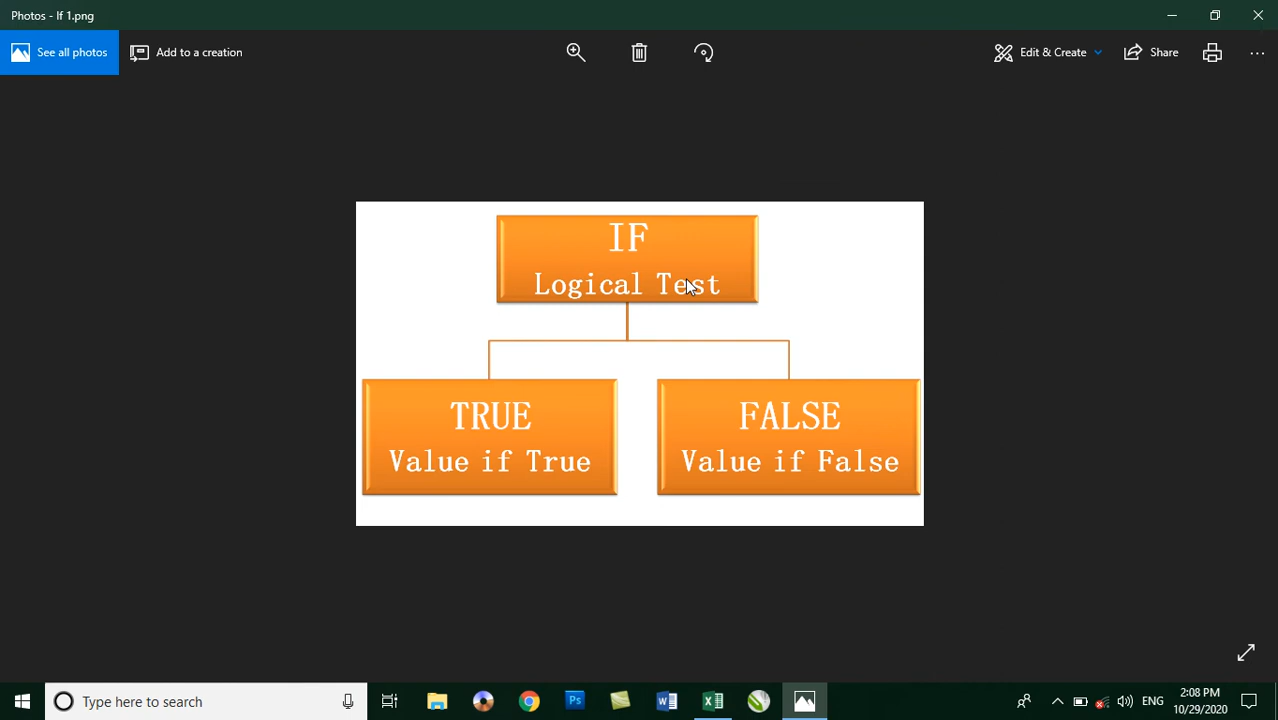 Photos - If 1.png
See all photos
Add to a creation
Edit & Create
Share
IF
Logical Test
TRUE
Value if True
FALSE
Value if False
Type here to search
Ps
ENG
2:08 PM
10/29/2020